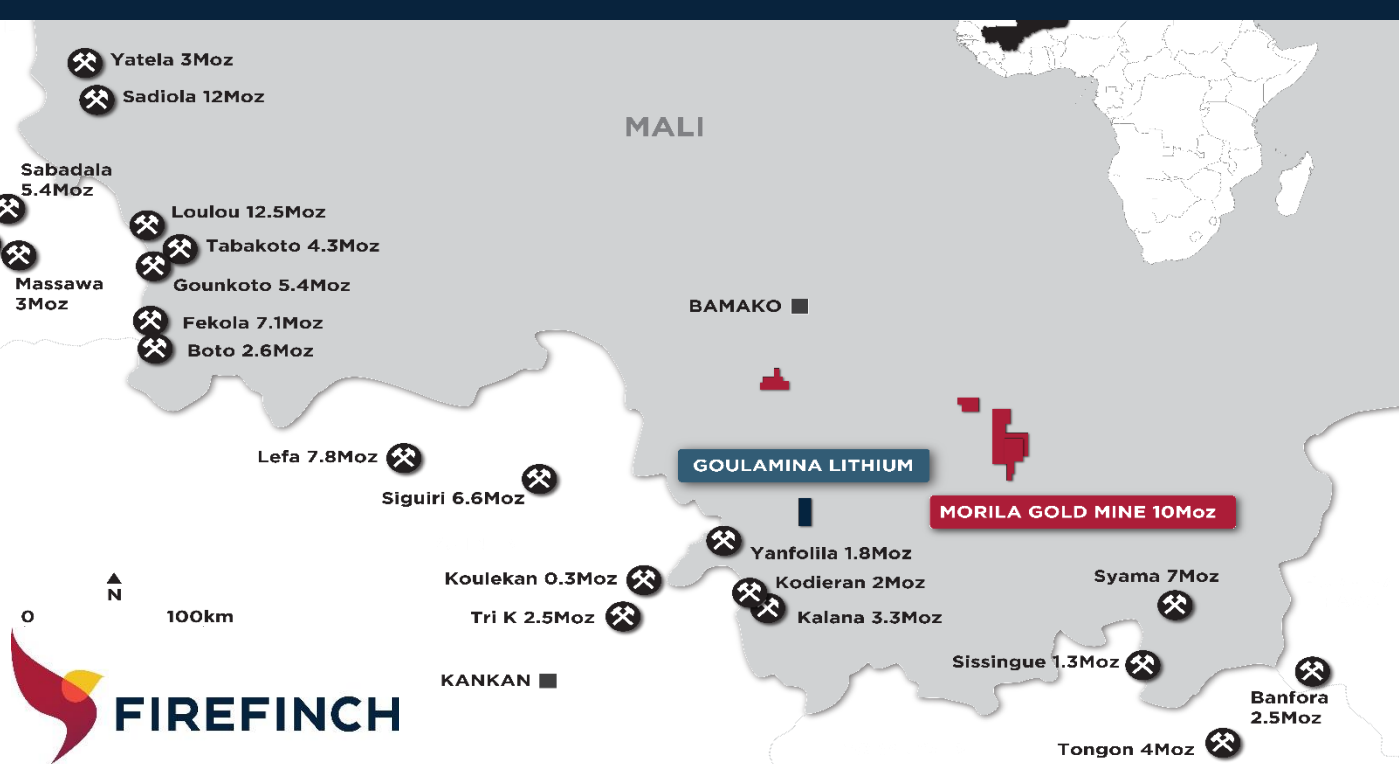 Yatela 3Moz
Sadiola 12Moz
MALI
Sabadala
5.4Moz
Loulou 12.5Moz
Tabakoto 4.3Moz
Gounkoto 5.4Moz
Massawa
3Moz
Fekola 7.1Moz
Boto 2.6Moz
BAMAKO
Lefa 7.8Moz
Siguiri 6.6Moz
GOULAMINA LITHIUM
MORILA GOLD MINE 10Moz
Yanfolila 1.8Moz
Koulekan 0.3Moz
Kodieran 2Moz
Syama 7Moz
Tri K 2.5Moz
Kalana 3.3Moz
N
0 100km
Sissingue 1.3Moz
KANKAN
Banfora
2.5Moz
FIREFINCH
Tongon 4Moz